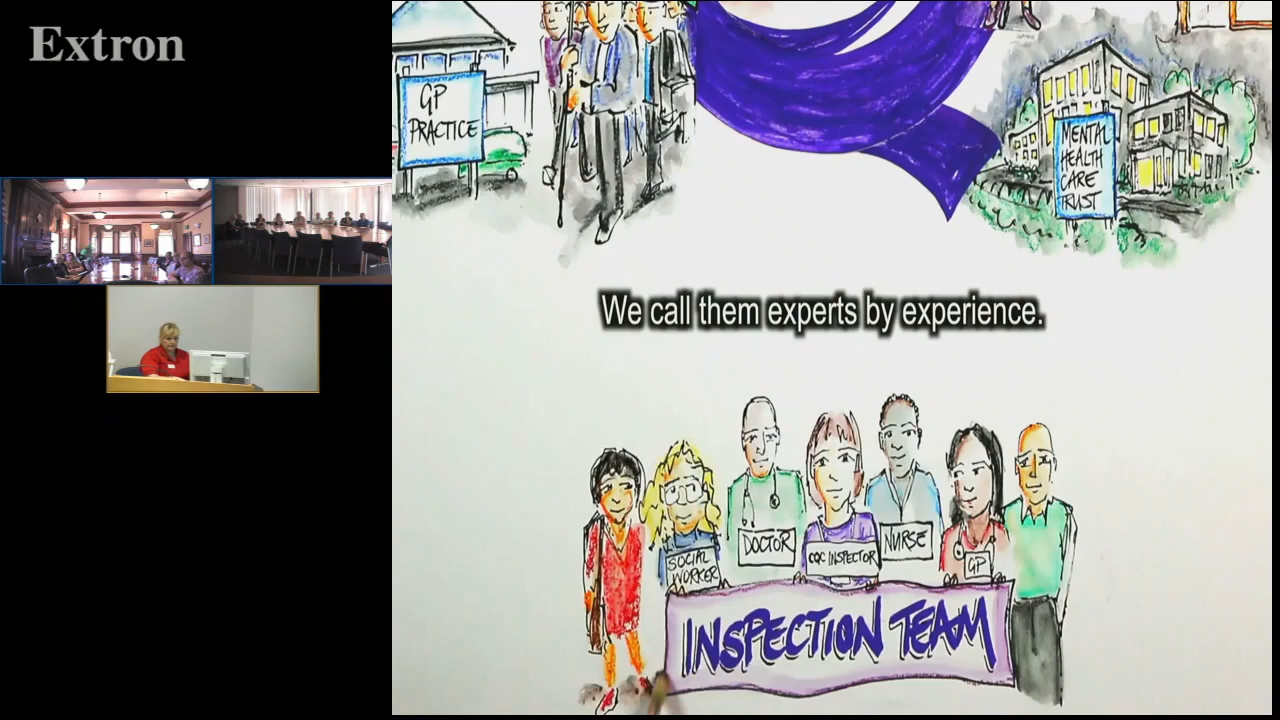 Extron
GP
PRACTICE
MENTAL
HEALTH
CARE
TRUST
We call them experts by experience.
SOCIAL
WORKER
DOCTOR
CQC INSPECTOR
NURSE
GP
INSPECTION TEAM